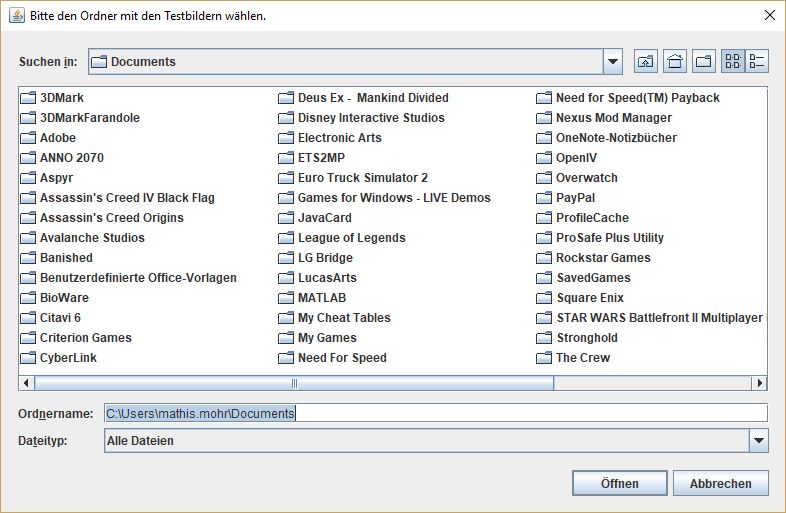 Bitte den Ordner mit den Testbildern wählen.
Suchen in: Documents
3DMark
3DMarkFarandole
Adobe
ANNO 2070
Aspyr
Assassin's Creed IV Black Flag
Assassin's Creed Origins
Avalanche Studios
Banished
Benutzerdefinierte Office-Vorlagen
BioWare
Citavi 6
Criterion Games
CyberLink
Deus Ex - Mankind Divided
Disney Interactive Studios
Electronic Arts
ETS2MP
Euro Truck Simulator 2
Games for Windows - LIVE Demos
JavaCard
League of Legends
LG Bridge
LucasArts
MATLAB
My Cheat Tables
My Games
Need For Speed
Need for Speed(TM) Payback
Nexus Mod Manager
OneNote-Notizbücher
OpenIV
Overwatch
PayPal
ProfileCache
ProSafe Plus Utility
Rockstar Games
SavedGames
Square Enix
STAR WARS Battlefront II Multiplayer
Stronghold
The Crew
Ordnername: C:\Users\mathis.mohr\Documents
Dateityp: Alle Dateien
Öffnen Abbrechen